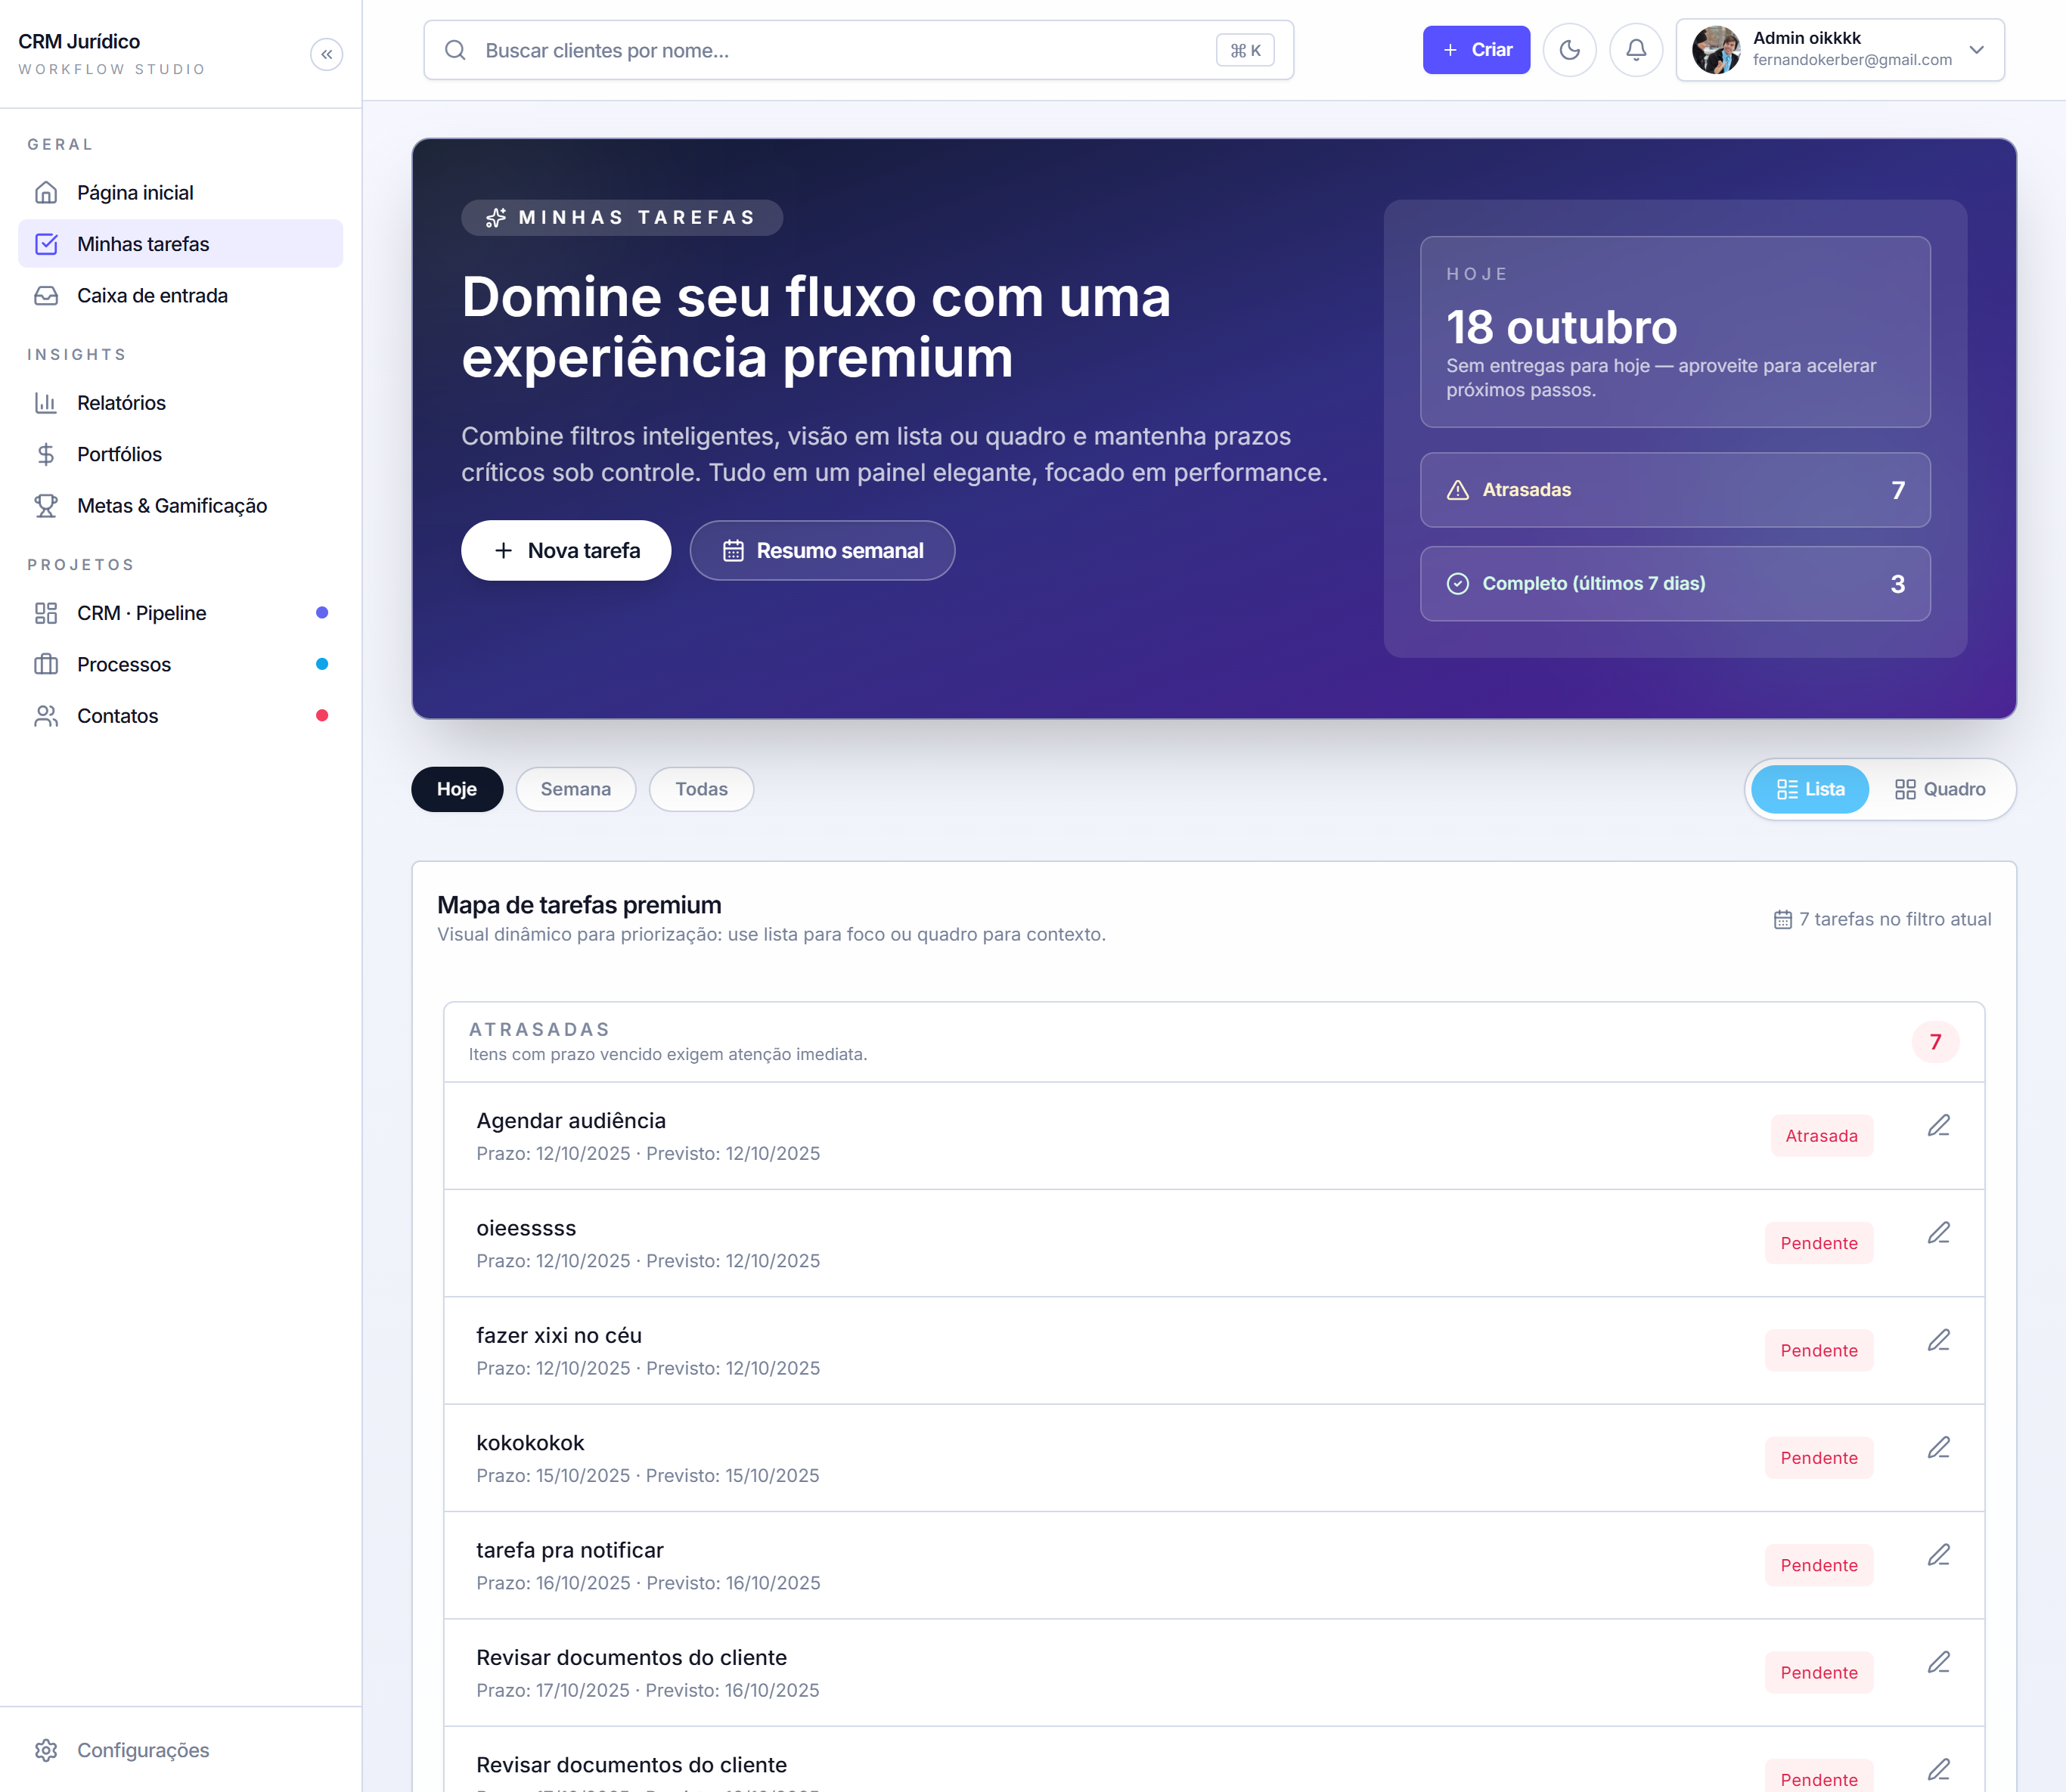 CRM Jurídico
WORKFLOW STUDIO
GERAL
Página inicial
Minhas tarefas
Caixa de entrada
INSIGHTS
Relatórios
Portfólios
Metas & Gamificação
PROJETOS
CRM · Pipeline
Processos
Contatos
Configurações
Buscar clientes por nome...
⌘ K
Criar
Admin oikkkk
fernandokerber@gmail.com
MINHAS TAREFAS
Domine seu fluxo com uma
experiência premium
Combine filtros inteligentes, visão em lista ou quadro e mantenha prazos
críticos sob controle. Tudo em um painel elegante, focado em performance.
Nova tarefa
Resumo semanal
HOJE
18 outubro
Sem entregas para hoje — aproveite para acelerar
próximos passos.
Atrasadas 7
Completo (últimos 7 dias) 3
Hoje
Semana
Todas
Lista
Quadro
Mapa de tarefas premium
Visual dinâmico para priorização: use lista para foco ou quadro para contexto.
7 tarefas no filtro atual
ATRASADAS
Itens com prazo vencido exigem atenção imediata.
7
Agendar audiência
Prazo: 12/10/2025 · Previsto: 12/10/2025
Atrasada
oieesssss
Prazo: 12/10/2025 · Previsto: 12/10/2025
Pendente
fazer xixi no céu
Prazo: 12/10/2025 · Previsto: 12/10/2025
Pendente
kokokokok
Prazo: 15/10/2025 · Previsto: 15/10/2025
Pendente
tarefa pra notificar
Prazo: 16/10/2025 · Previsto: 16/10/2025
Pendente
Revisar documentos do cliente
Prazo: 17/10/2025 · Previsto: 16/10/2025
Pendente
Revisar documentos do cliente
Pendente